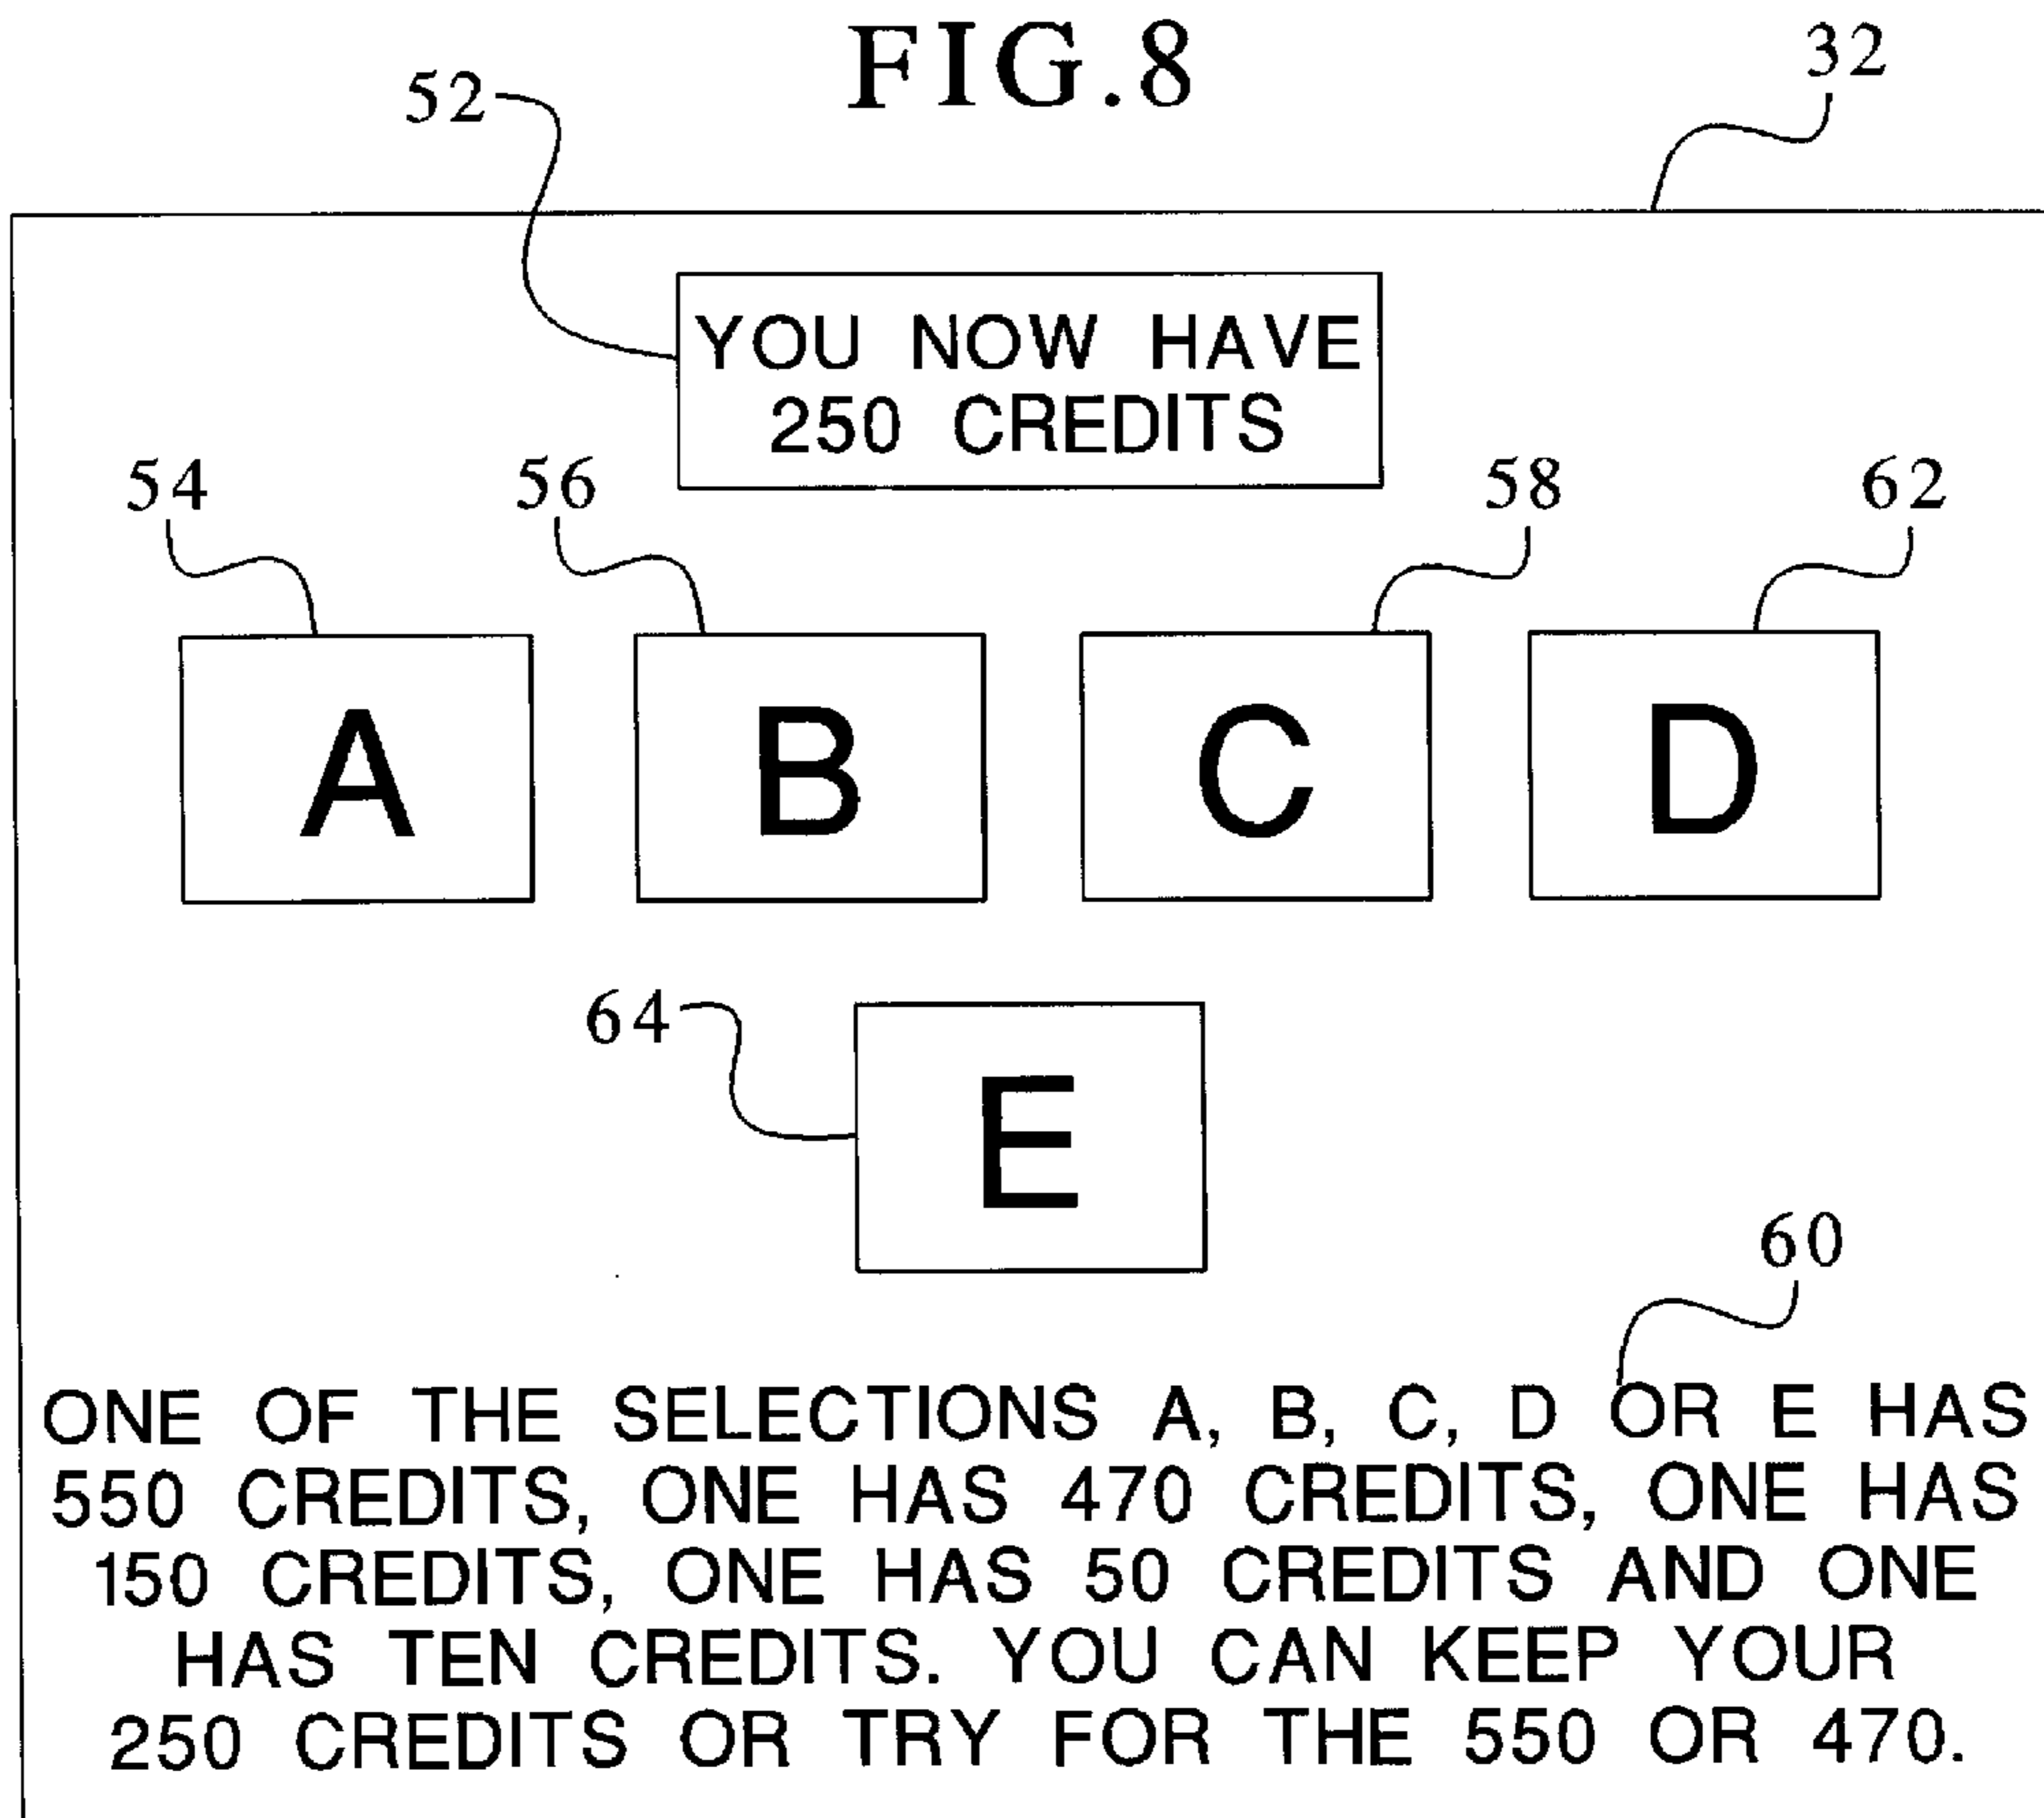 FIG.8
32
52
YOU NOW HAVE
250 CREDITS
54 56 58 62
A B C D
64
E
60
ONE OF THE SELECTIONS A, B, C, D OR E HAS
550 CREDITS, ONE HAS 470 CREDITS, ONE HAS
150 CREDITS, ONE HAS 50 CREDITS AND ONE
HAS TEN CREDITS. YOU CAN KEEP YOUR
250 CREDITS OR TRY FOR THE 550 OR 470.